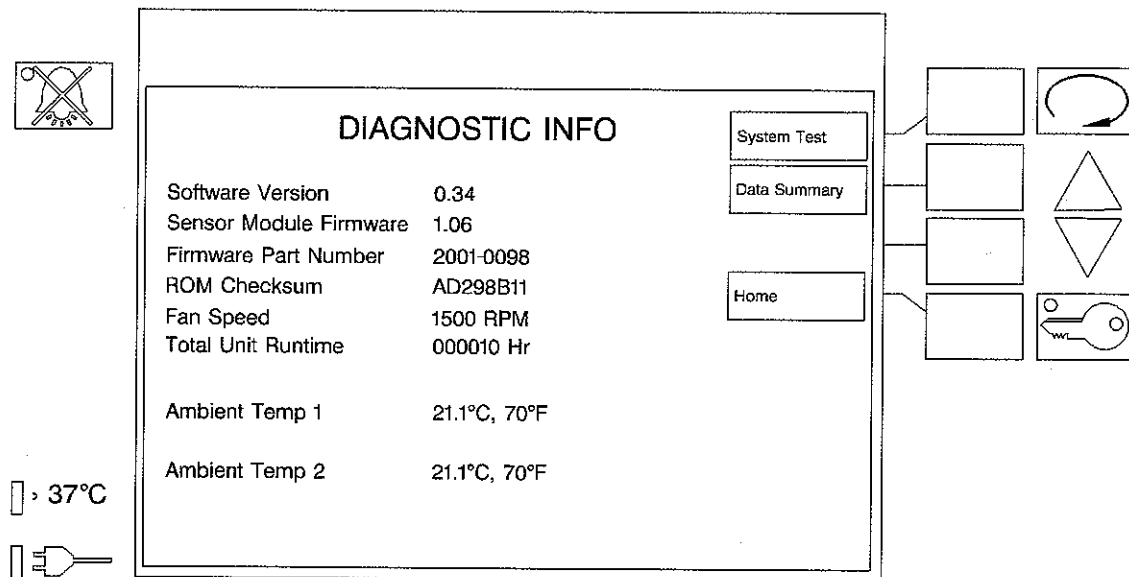 DIAGNOSTIC INFO
System Test
Data Summary
Home
Software Version 0.34
Sensor Module Firmware 1.06
Firmware Part Number 2001-0098
ROM Checksum AD298B11
Fan Speed 1500 RPM
Total Unit Runtime 000010 Hr
Ambient Temp 1 21.1°C, 70°F
Ambient Temp 2 21.1°C, 70°F
> 37°C